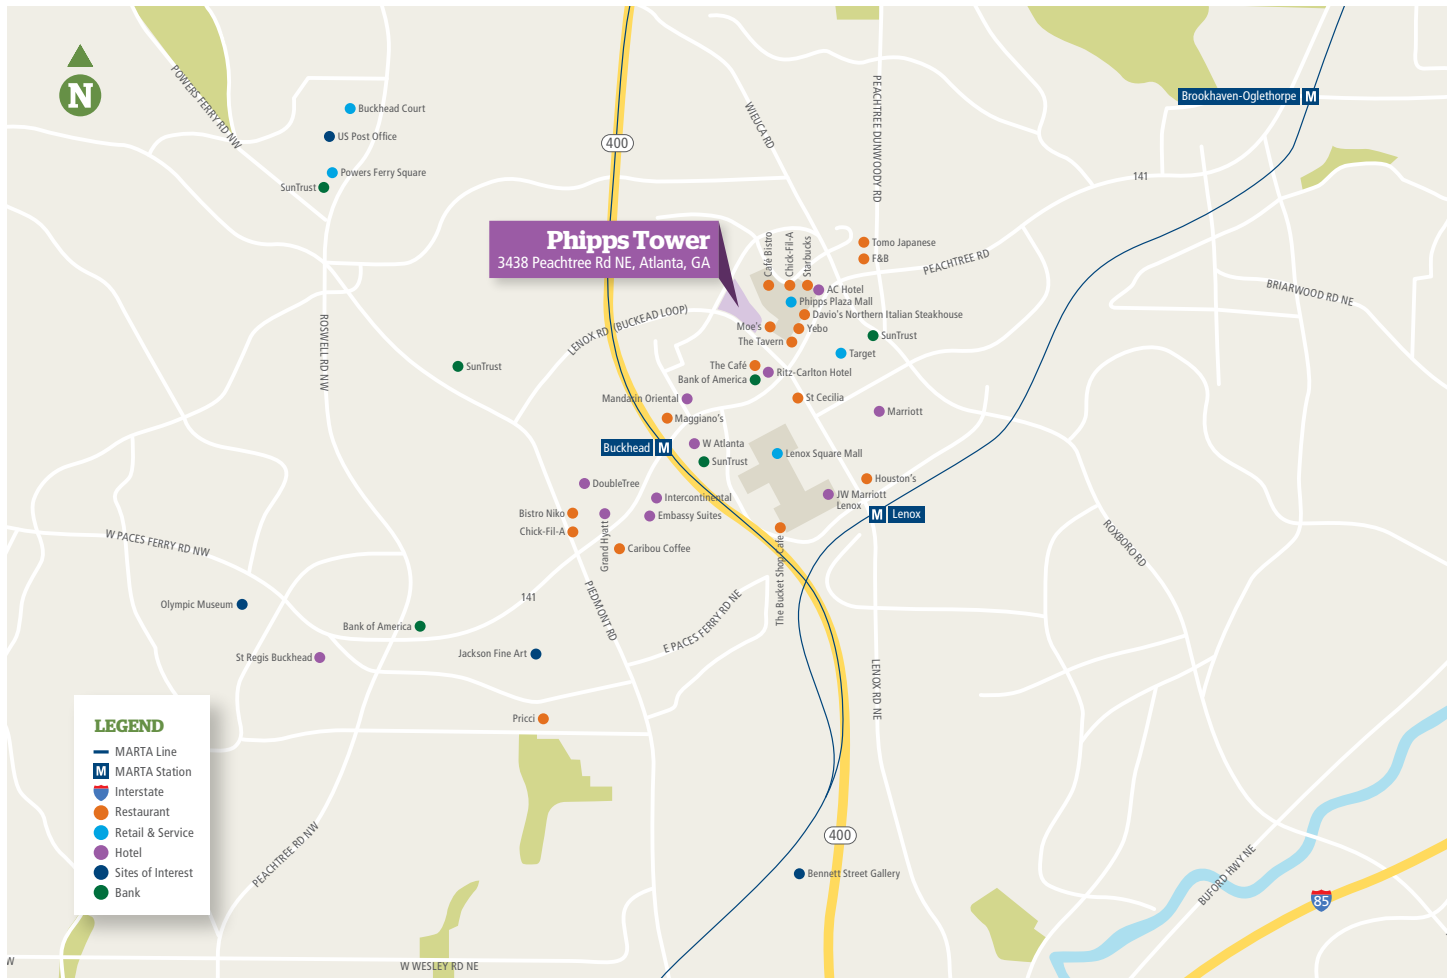 N
POWERS FERRY RD NW
Buckhead Court
US Post Office
Powers Ferry Square
SunTrust
400
WIEUCA RD
PEACHTREE DUNWOODY RD
Brookhaven-Oglethorpe M
141
Phipps Tower
3438 Peachtree Rd NE, Atlanta, GA
Café Bistro
Chick-Fil-A
Starbucks
Tomo Japanese
F&B
PEACHTREE RD
BRIARWOOD RD NE
AC Hotel
Phipps Plaza Mall
Davio's Northern Italian Steakhouse
Moe's
Yebo
The Tavern
SunTrust
Target
LENOX RD (BUCKEAD LOOP)
ROSWELL RD NW
SunTrust
The Café
Ritz-Carlton Hotel
Bank of America
Mandarin Oriental
St Cecilia
Marriott
Maggiano's
Buckhead M
W Atlanta
SunTrust
Lenox Square Mall
DoubleTree
Intercontinental
Houston's
JW Marriott
Lenox
M Lenox
Bistro Niko
Embassy Suites
Chick-Fil-A
Grand Hyatt
Caribou Coffee
The Bucket Shop Cafe
ROXBORO RD
W PACES FERRY RD NW
Olympic Museum
141
PIEDMONT RD
E PACES FERRY RD NE
Bank of America
St Regis Buckhead
Jackson Fine Art
LENOX RD NE
Pricci
LEGEND
MARTA Line
M MARTA Station
Interstate
Restaurant
Retail & Service
Hotel
Sites of Interest
Bank
PEACHTREE RD NW
400
Bennett Street Gallery
BUFORD HWY NE
85
W
W WESLEY RD NE